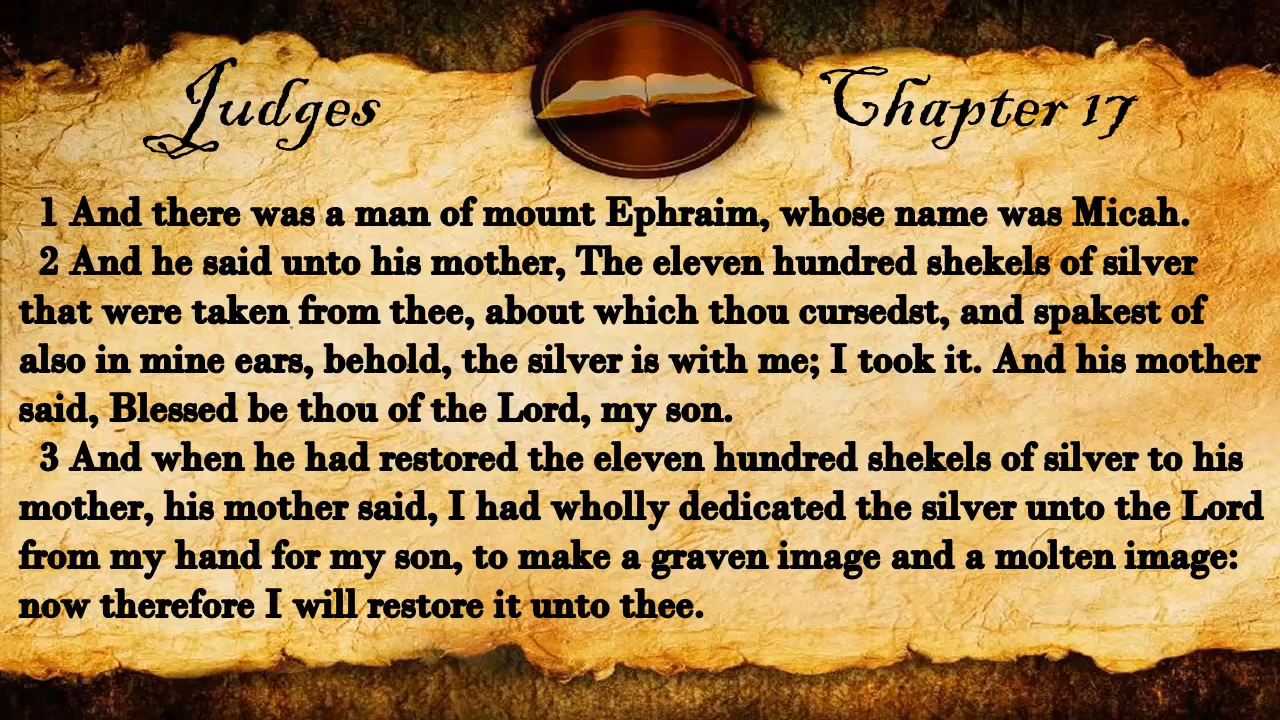 Judges
Chapter 17
1 And there was a man of mount Ephraim, whose name was Micah.
2 And he said unto his mother, The eleven hundred shekels of silver
that were taken from thee, about which thou cursedst, and spakest of
also in mine ears, behold, the silver is with me; I took it. And his mother
said, Blessed be thou of the Lord, my son.
3 And when he had restored the eleven hundred shekels of silver to his
mother, his mother said, I had wholly dedicated the silver unto the Lord
from my hand for my son, to make a graven image and a molten image:
now therefore I will restore it unto thee.